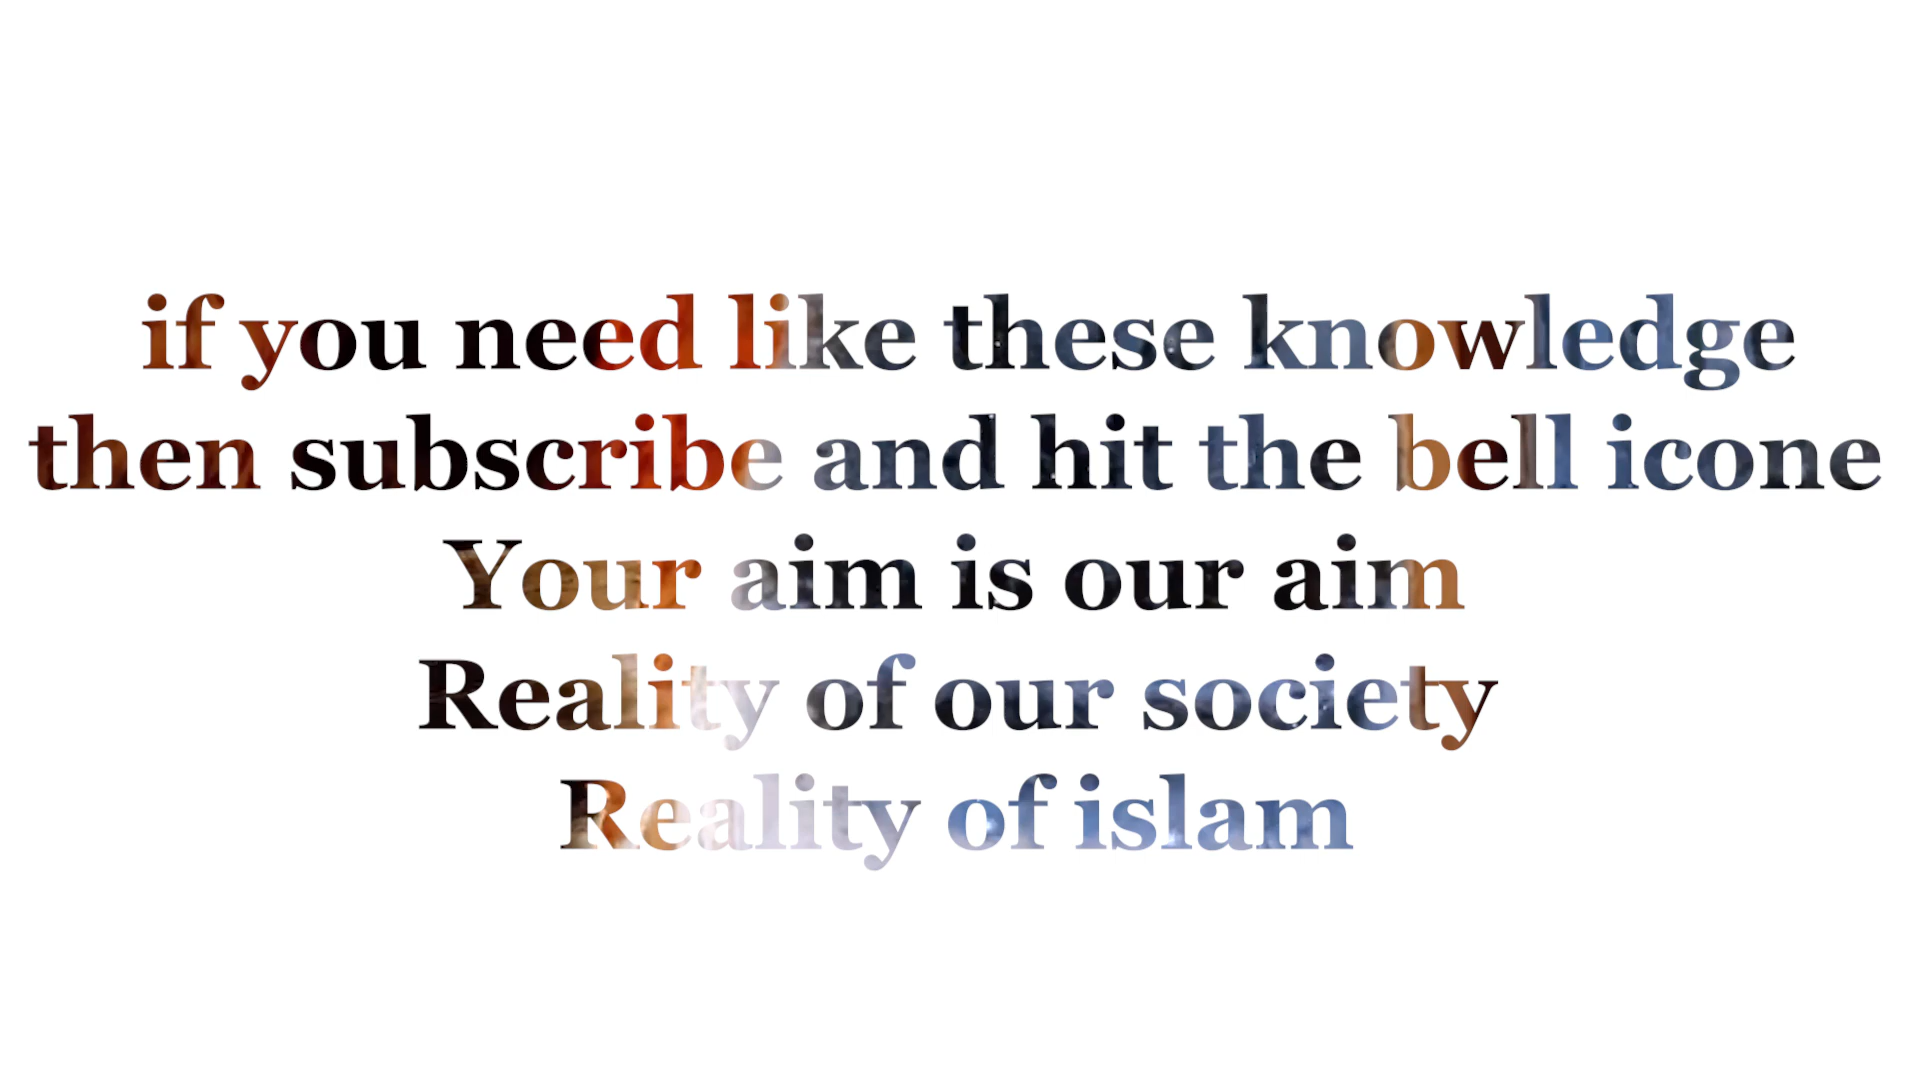 if you need like these knowledge
then subscribe and hit the bell icone
Your aim is our aim
Reality of our society
Reality of islam